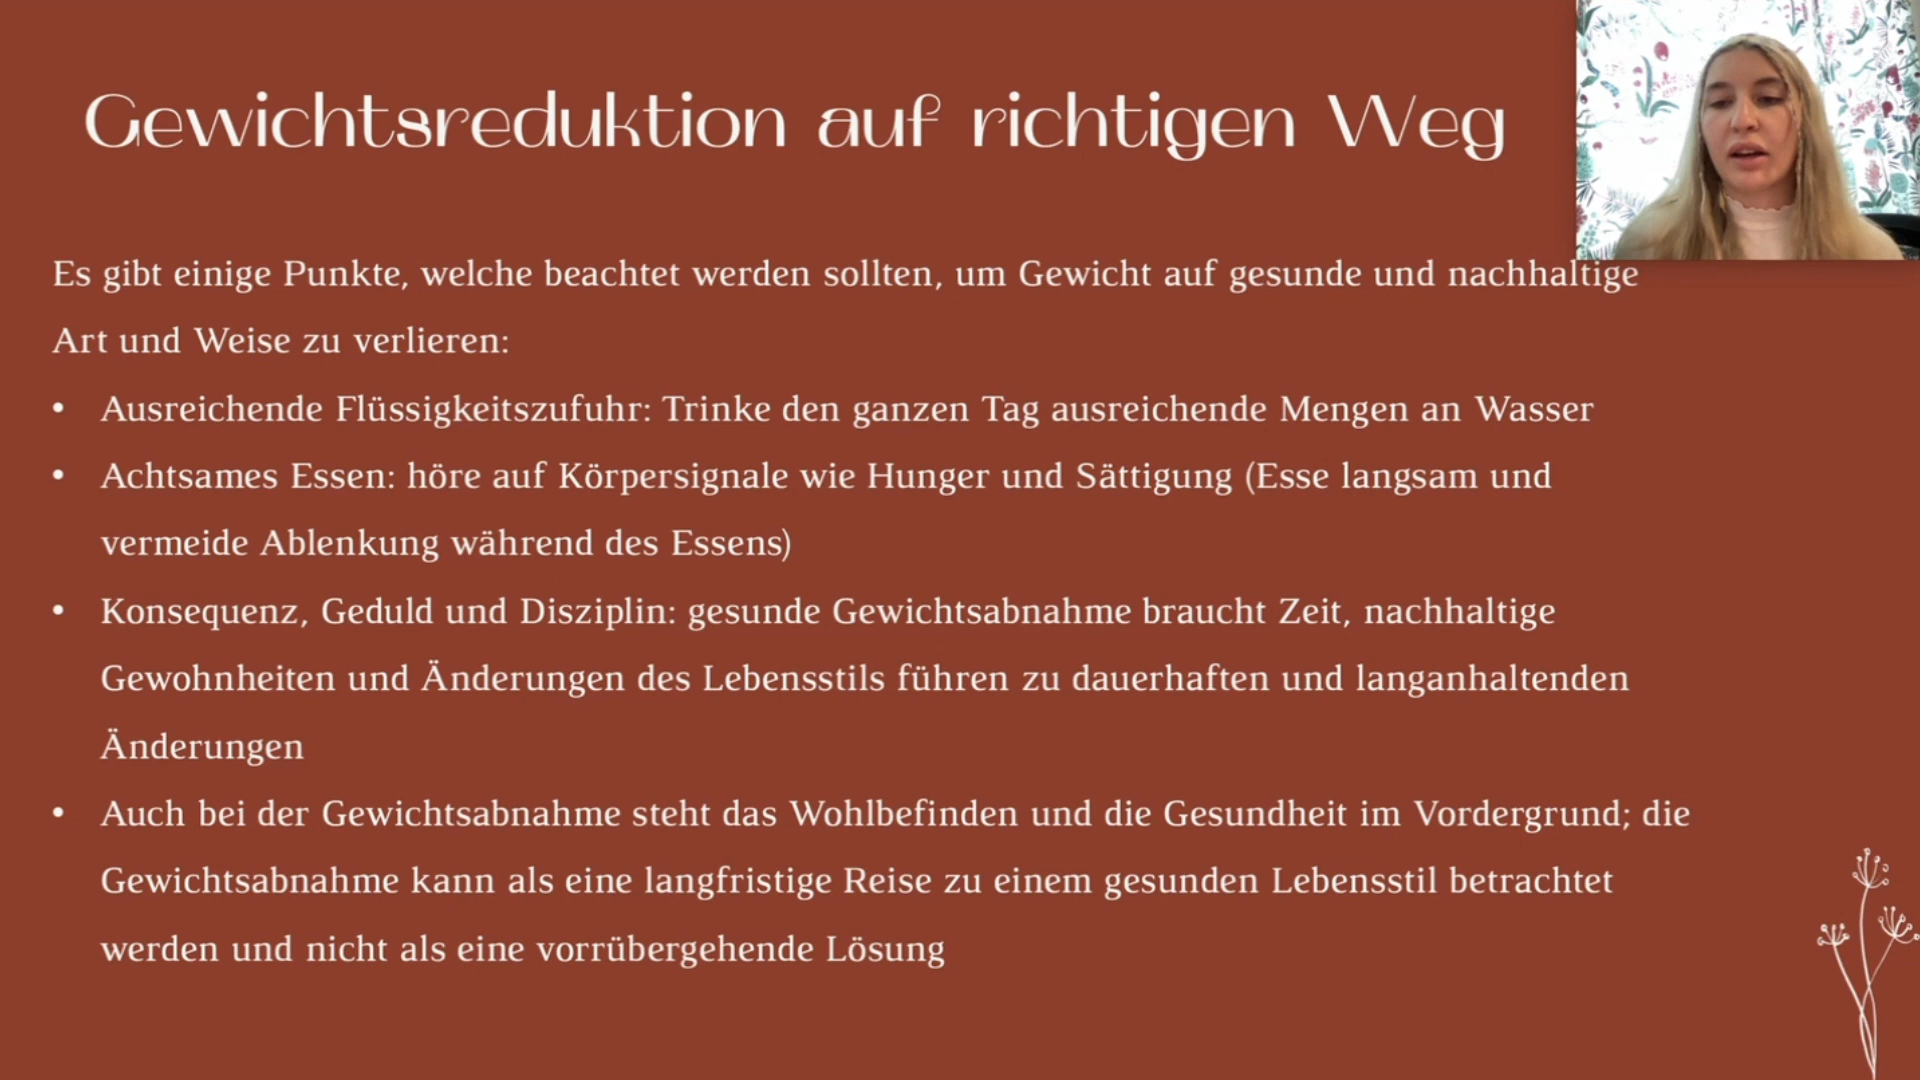 Gewichtsreduktion auf richtigen Weg
Es gibt einige Punkte, welche beachtet werden sollten, um Gewicht auf gesunde und nachhaltige
Art und Weise zu verlieren:
• Ausreichende Flüssigkeitszufuhr: Trinke den ganzen Tag ausreichende Mengen an Wasser
• Achtsames Essen: höre auf Körpersignale wie Hunger und Sättigung (Esse langsam und
vermeide Ablenkung während des Essens)
• Konsequenz, Geduld und Disziplin: gesunde Gewichtsabnahme braucht Zeit, nachhaltige
Gewohnheiten und Änderungen des Lebensstils führen zu dauerhaften und langanhaltenden
Änderungen
• Auch bei der Gewichtsabnahme steht das Wohlbefinden und die Gesundheit im Vordergrund; die
Gewichtsabnahme kann als eine langfristige Reise zu einem gesunden Lebensstil betrachtet
werden und nicht als eine vorrübergehende Lösung